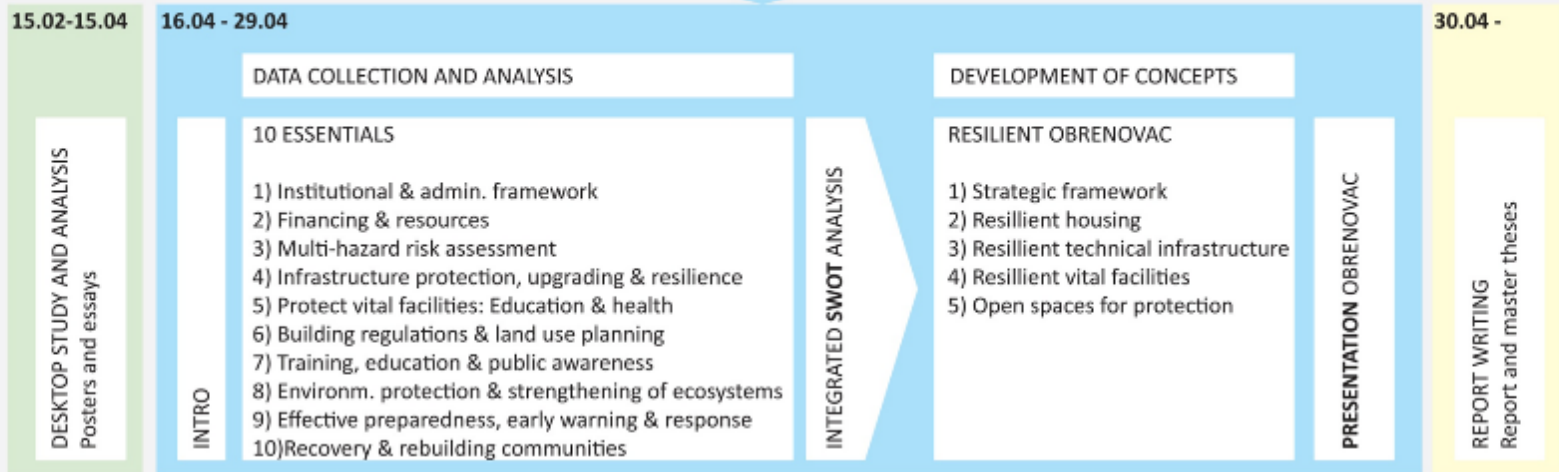 15.02-15.04
DESKTOP STUDY AND ANALYSIS
Posters and essays
16.04 - 29.04
INTRO
DATA COLLECTION AND ANALYSIS
10 ESSENTIALS
1) Institutional & admin. framework
2) Financing & resources
3) Multi-hazard risk assessment
4) Infrastructure protection, upgrading & resilience
5) Protect vital facilities: Education & health
6) Building regulations & land use planning
7) Training, education & public awareness
8) Environm. protection & strengthening of ecosystems
9) Effective preparedness, early warning & response
10)Recovery & rebuilding communities
INTEGRATED SWOT ANALYSIS
DEVELOPMENT OF CONCEPTS
RESILIENT OBRENOVAC
1) Strategic framework
2) Resillient housing
3) Resillient technical infrastructure
4) Resillient vital facilities
5) Open spaces for protection
PRESENTATION OBRENOVAC
30.04 -
REPORT WRITING
Report and master theses